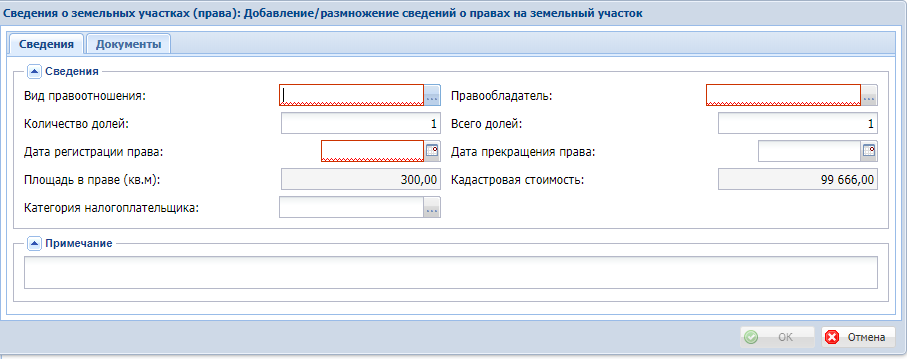 Сведения о земельных участках (права): Добавление/размножение сведений о правах на земельный участок
Сведения Документы
Сведения
Вид правоотношения: ... Правообладатель: ...
Количество долей: 1 Всего долей: 1
Дата регистрации права: Дата прекращения права:
Площадь в праве (кв.м): 300,00 Кадастровая стоимость: 99 666,00
Категория налогоплательщика: ...
Примечание
ОК Отмена